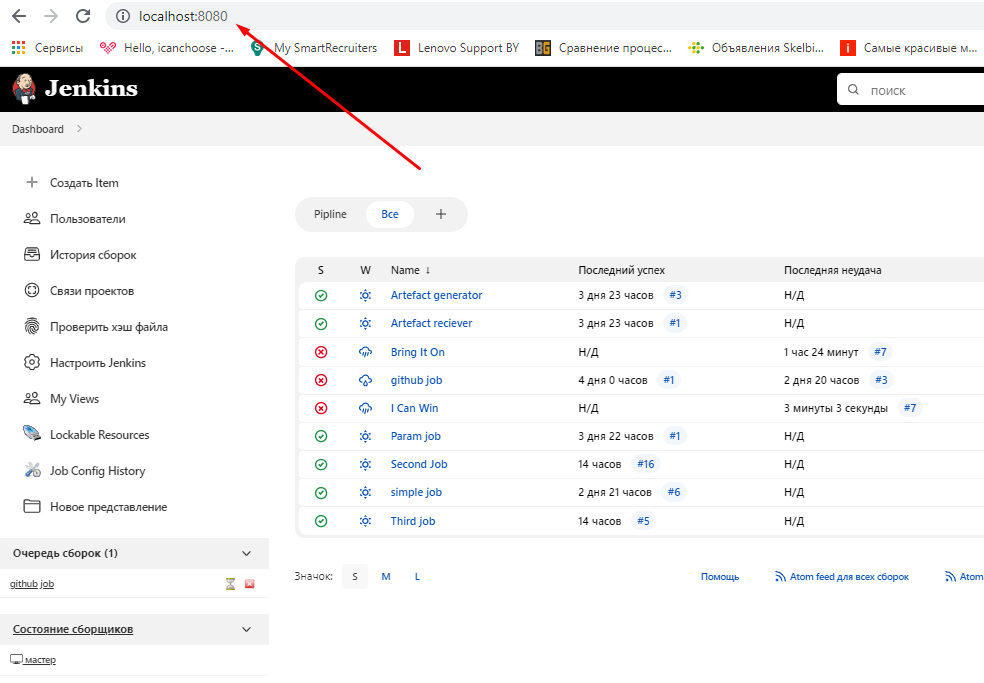 localhost:8080
Сервисы Hello, icanchoose -... My SmartRecruiters Lenovo Support BY Сравнение процес... Объявления Skelbi... Самые красивые м...
Jenkins поиск
Dashboard
Создать Item
Пользователи
История сборок
Связи проектов
Проверить хэш файла
Настроить Jenkins
My Views
Lockable Resources
Job Config History
Новое представление
Очередь сборок (1)
github job
Состояние сборщиков
мастер
Pipline Все +
S W Name ↓ Последний успех Последняя неудача
Artefact generator 3 дня 23 часов #3 Н/Д
Artefact reciever 3 дня 23 часов #1 Н/Д
Bring It On Н/Д 1 час 24 минут #7
github job 4 дня 0 часов #1 2 дня 20 часов #3
I Can Win Н/Д 3 минуты 3 секунды #7
Param job 3 дня 22 часов #1 Н/Д
Second Job 14 часов #16 Н/Д
simple job 2 дня 21 часов #6 Н/Д
Third job 14 часов #5 Н/Д
Значок: S M L Помощь Atom feed для всех сборок Atom